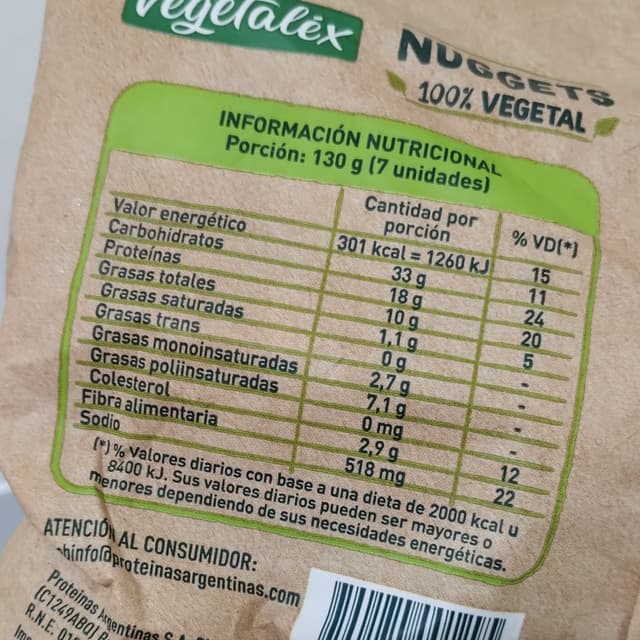 Vegetalex
NUGGETS
100% VEGETAL
INFORMACIÓN NUTRICIONAL
Porción: 130 g (7 unidades)
Cantidad por porción % VD(*)
Valor energético 301 kcal = 1260 kJ 15
Carbohidratos 33 g 11
Proteínas 18 g 24
Grasas totales 10 g 20
Grasas saturadas 1,1 g 5
Grasas trans 0 g -
Grasas monoinsaturadas 2,7 g -
Grasas poliinsaturadas 7,1 g -
Colesterol 0 mg -
Fibra alimentaria 2,9 g 12
Sodio 518 mg 22
(*) % Valores diarios con base a una dieta de 2000 kcal u
8400 kJ. Sus valores diarios pueden ser mayores o
menores dependiendo de sus necesidades energéticas.
ATENCIÓN AL CONSUMIDOR:
@proteinasargentinas.com
Proteínas Argentinas S.A.
(C1249ABO)
R.N.E.